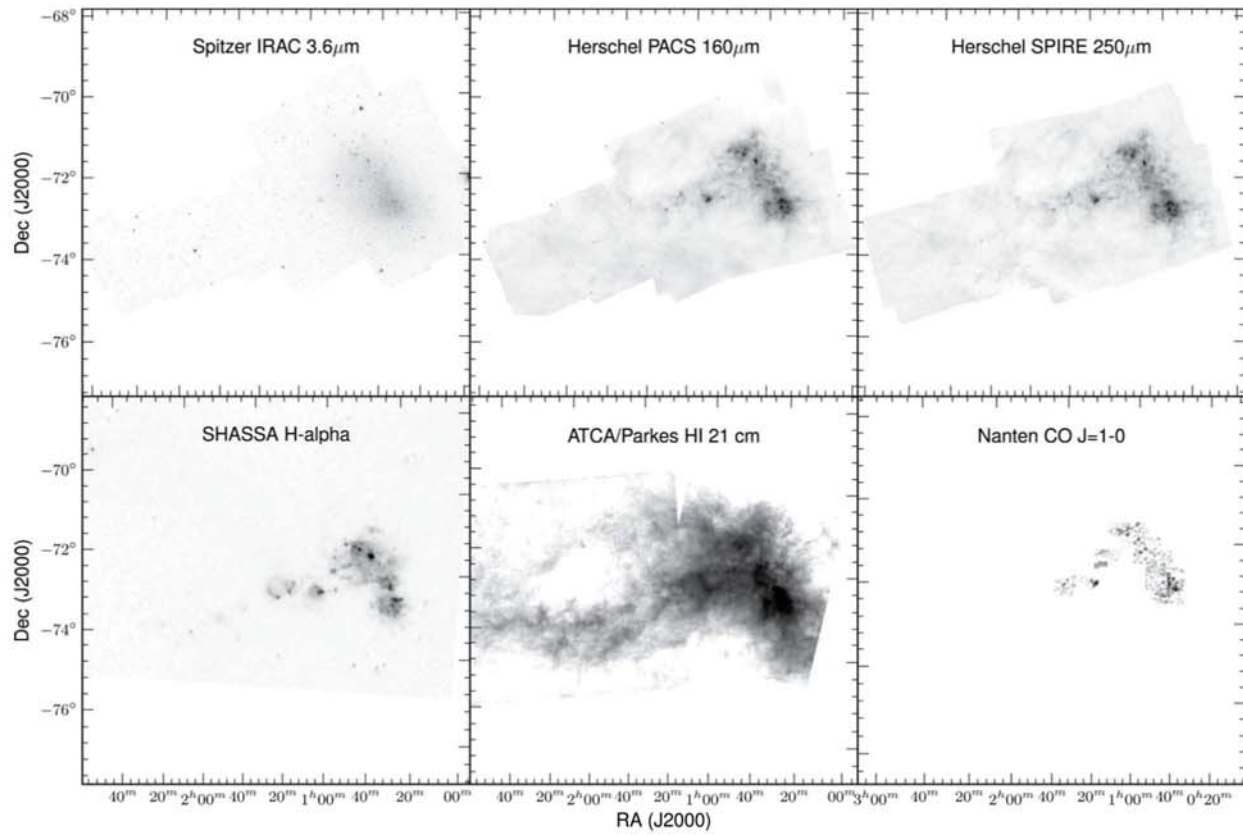 Spitzer IRAC 3.6μm
Herschel PACS 160μm
Herschel SPIRE 250μm
−68°
−70°
−72°
−74°
−76°
Dec (J2000)
SHASSA H-alpha
ATCA/Parkes HI 21 cm
Nanten CO J=1-0
−70°
−72°
−74°
−76°
Dec (J2000)
40ᵐ 20ᵐ 2ʰ00ᵐ 40ᵐ 20ᵐ 1ʰ00ᵐ 40ᵐ 20ᵐ 00ᵐ
40ᵐ 20ᵐ 2ʰ00ᵐ 40ᵐ 20ᵐ 1ʰ00ᵐ 40ᵐ 20ᵐ 00ᵐ
3ʰ00ᵐ 40ᵐ 20ᵐ 2ʰ00ᵐ 40ᵐ 20ᵐ 1ʰ00ᵐ 40ᵐ 0ʰ20ᵐ
RA (J2000)